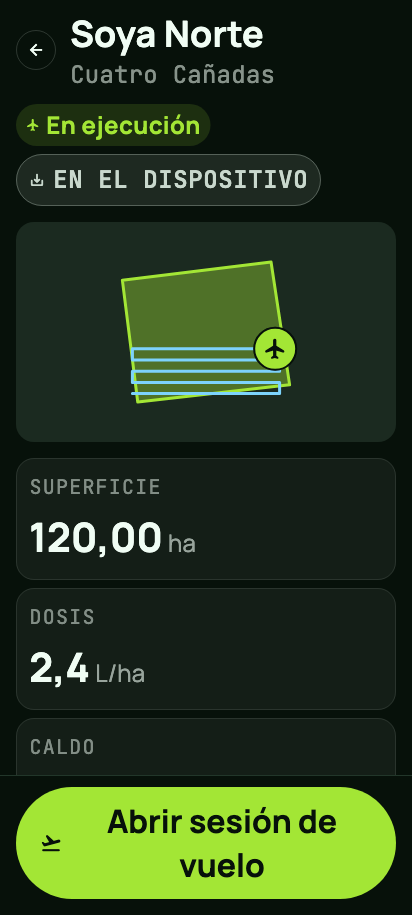 Soya Norte
Cuatro Cañadas
En ejecución
EN EL DISPOSITIVO
SUPERFICIE
120,00 ha
DOSIS
2,4 L/ha
CALDO
Abrir sesión de
vuelo